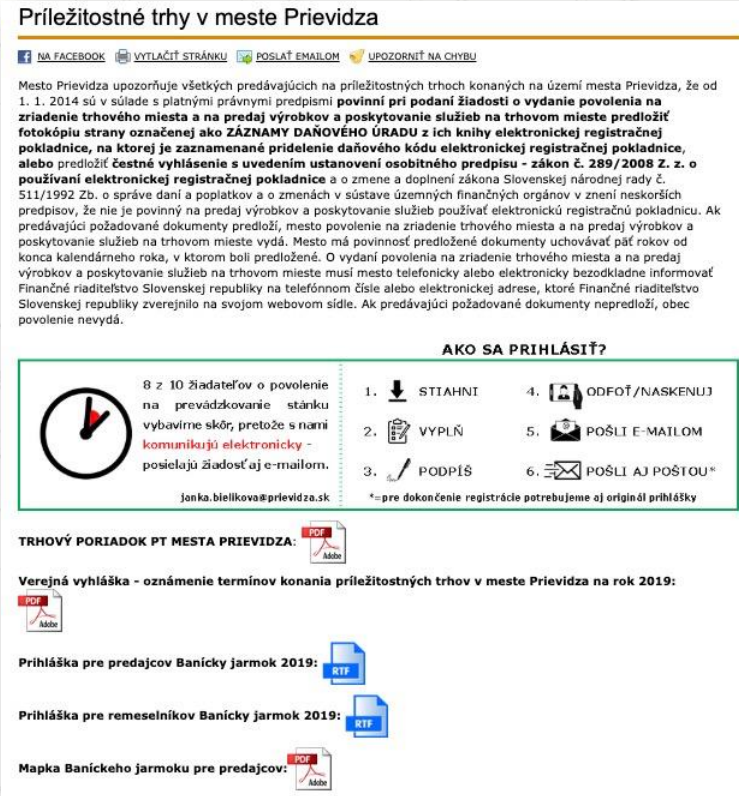 Príležitostné trhy v meste Prievidza
NA FACEBOOK VYTLAČIŤ STRÁNKU POSLAŤ EMAILOM UPOZORNIŤ NA CHYBU
Mesto Prievidza upozorňuje všetkých predávajúcich na príležitostných trhoch konaných na území mesta Prievidza, že od
1. 1. 2014 sú v súlade s platnými právnymi predpismi povinní pri podaní žiadosti o vydanie povolenia na
zriadenie trhového miesta a na predaj výrobkov a poskytovanie služieb na trhovom mieste predložiť
fotokópiu strany označenej ako ZÁZNAMY DAŇOVÉHO ÚRADU z ich knihy elektronickej registračnej
pokladnice, na ktorej je zaznamenané pridelenie daňového kódu elektronickej registračnej pokladnice,
alebo predložiť čestné vyhlásenie s uvedením ustanovení osobitného predpisu - zákon č. 289/2008 Z. z. o
používaní elektronickej registračnej pokladnice a o zmene a doplnení zákona Slovenskej národnej rady č.
511/1992 Zb. o správe daní a poplatkov a o zmenách v sústave územných finančných orgánov v znení neskorších
predpisov, že nie je povinný na predaj výrobkov a poskytovanie služieb používať elektronickú registračnú pokladnicu. Ak
predávajúci požadované dokumenty predloží, mesto povolenie na zriadenie trhového miesta a na predaj výrobkov a
poskytovanie služieb na trhovom mieste vydá. Mesto má povinnosť predložené dokumenty uchovávať päť rokov od
konca kalendárneho roka, v ktorom boli predložené. O vydaní povolenia na zriadenie trhového miesta a na predaj
výrobkov a poskytovanie služieb na trhovom mieste musí mesto telefonicky alebo elektronicky bezodkladne informovať
Finančné riaditeľstvo Slovenskej republiky na telefónnom čísle alebo elektronickej adrese, ktoré Finančné riaditeľstvo
Slovenskej republiky zverejnilo na svojom webovom sídle. Ak predávajúci požadované dokumenty nepredloží, obec
povolenie nevydá.
AKO SA PRIHLÁSIŤ?
8 z 10 žiadateľov o povolenie
na prevádzkovanie stánku
vybavíme skôr, pretože s nami
komunikujú elektronicky -
posielajú žiadosť aj e-mailom.
janka.bielikova@prievidza.sk
1. STIAHNI
2. VYPLŇ
3. PODPÍŠ
4. ODFOŤ/NASKENUJ
5. POŠLI E-MAILOM
6. POŠLI AJ POŠTOU*
*=pre dokončenie registrácie potrebujeme aj originál prihlášky
TRHOVÝ PORIADOK PT MESTA PRIEVIDZA: PDF Adobe
Verejná vyhláška - oznámenie termínov konania príležitostných trhov v meste Prievidza na rok 2019:
PDF Adobe
Prihláška pre predajcov Banícky jarmok 2019: RTF
Prihláška pre remeselníkov Banícky jarmok 2019: RTF
Mapka Baníckeho jarmoku pre predajcov: PDF Adobe